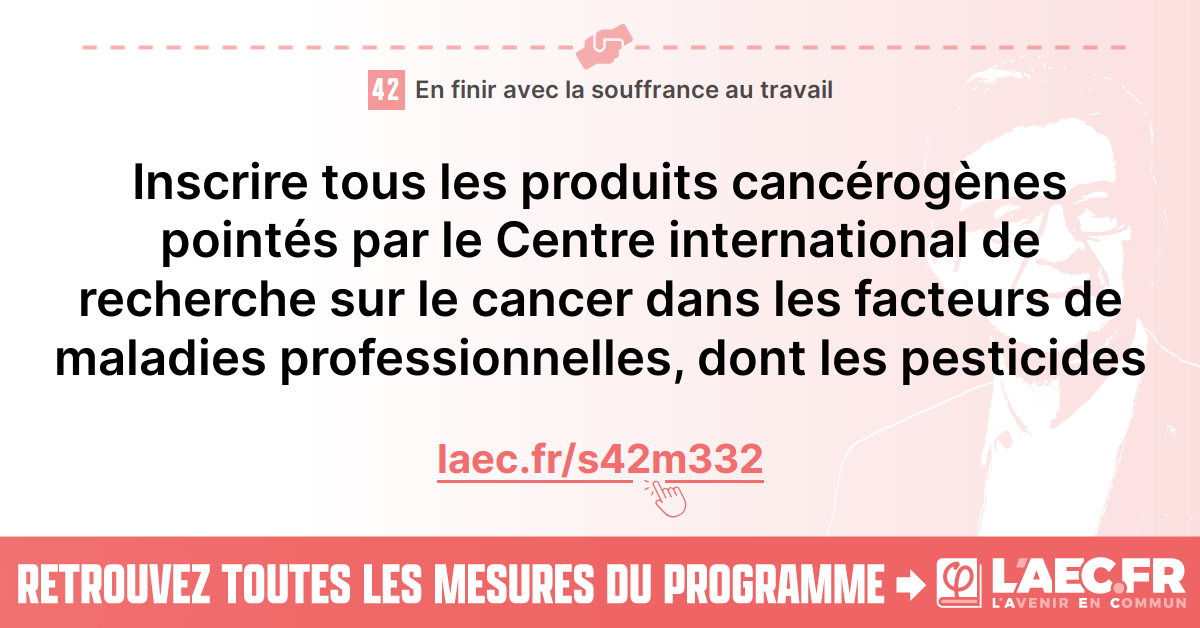 42 En finir avec la souffrance au travail
Inscrire tous les produits cancérogènes
pointés par le Centre international de
recherche sur le cancer dans les facteurs de
maladies professionnelles, dont les pesticides
laec.fr/s42m332
RETROUVEZ TOUTES LES MESURES DU PROGRAMME → φ L'AEC.FR
L'AVENIR EN COMMUN